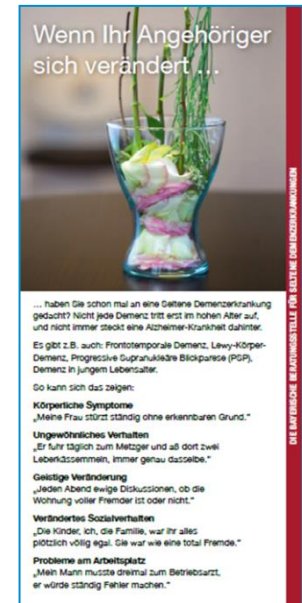 Wenn Ihr Angehöriger
sich verändert ...
... haben Sie schon mal an eine Seltene Demenzerkrankung
gedacht? Nicht jede Demenz tritt erst im hohen Alter auf,
und nicht immer steckt eine Alzheimer-Krankheit dahinter.
Es gibt z.B. auch: Frontotemporale Demenz, Lewy-Körper-
Demenz, Progressive Supranukleäre Blickparese (PSP),
Demenz in jungem Lebensalter.
So kann sich das zeigen:
Körperliche Symptome
„Meine Frau stürzt ständig ohne erkennbaren Grund.“
Ungewöhnliches Verhalten
„Er fuhr täglich zum Metzger und aß dort zwei
Leberkässemmeln, immer genau dasselbe.“
Geistige Veränderung
„Jeden Abend ewige Diskussionen, ob die
Wohnung voller Fremder ist oder nicht.“
Verändertes Sozialverhalten
„Die Kinder, ich, die Familie, war ihr alles
plötzlich völlig egal. Sie war wie eine total Fremde.“
Probleme am Arbeitsplatz
„Mein Mann musste dreimal zum Betriebsarzt,
er würde ständig Fehler machen.“
DIE BAYERISCHE BERATUNGSSTELLE FÜR SELTENE DEMENZERKRANKUNGEN